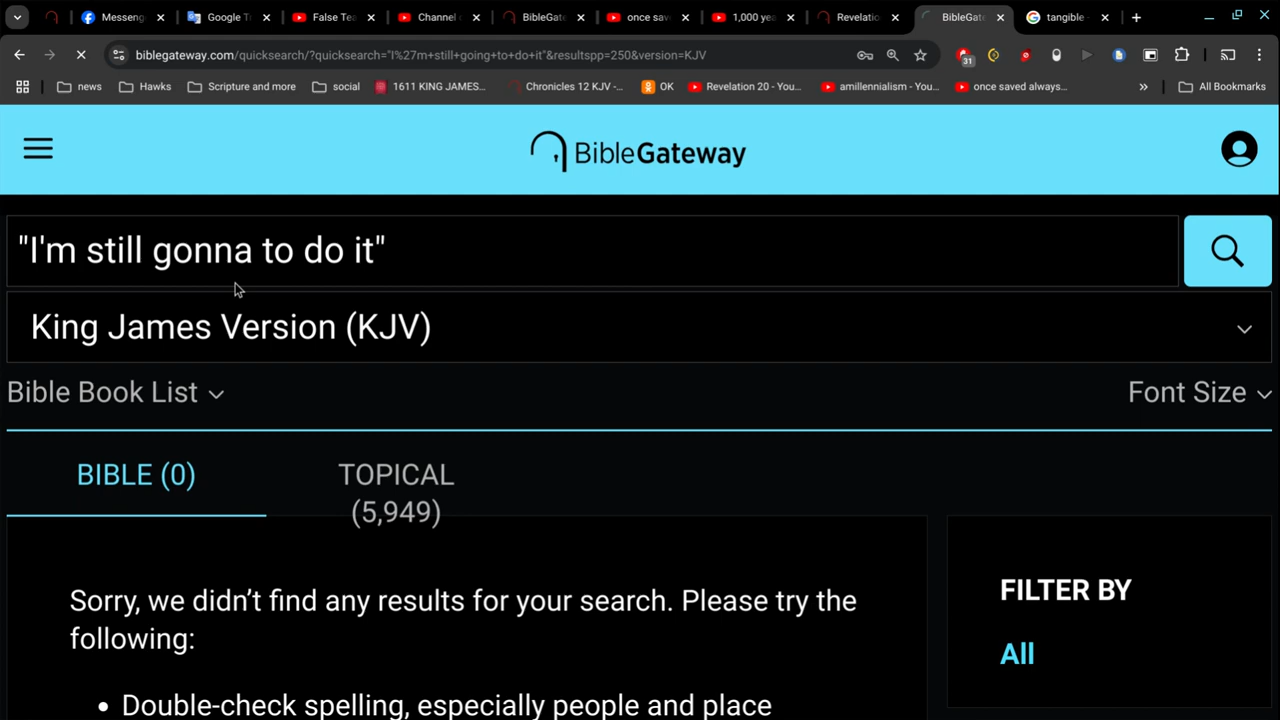 Messeng
Google T
False Tea
Channel
BibleGat
once sav
1,000 yea
Revelatio
BibleGat
tangible -
biblegateway.com/quicksearch/?quicksearch="I%27m+still+going+to+do+it"&resultspp=250&version=KJV
31
news
Hawks
Scripture and more
social
1611 KING JAMES...
Chronicles 12 KJV -...
OK
Revelation 20 - You...
amillennialism - You...
once saved always...
All Bookmarks
BibleGateway
"I'm still gonna to do it"
King James Version (KJV)
Bible Book List
Font Size
BIBLE (0)
TOPICAL
(5,949)
Sorry, we didn't find any results for your search. Please try the
following:
• Double-check spelling, especially people and place
FILTER BY
All